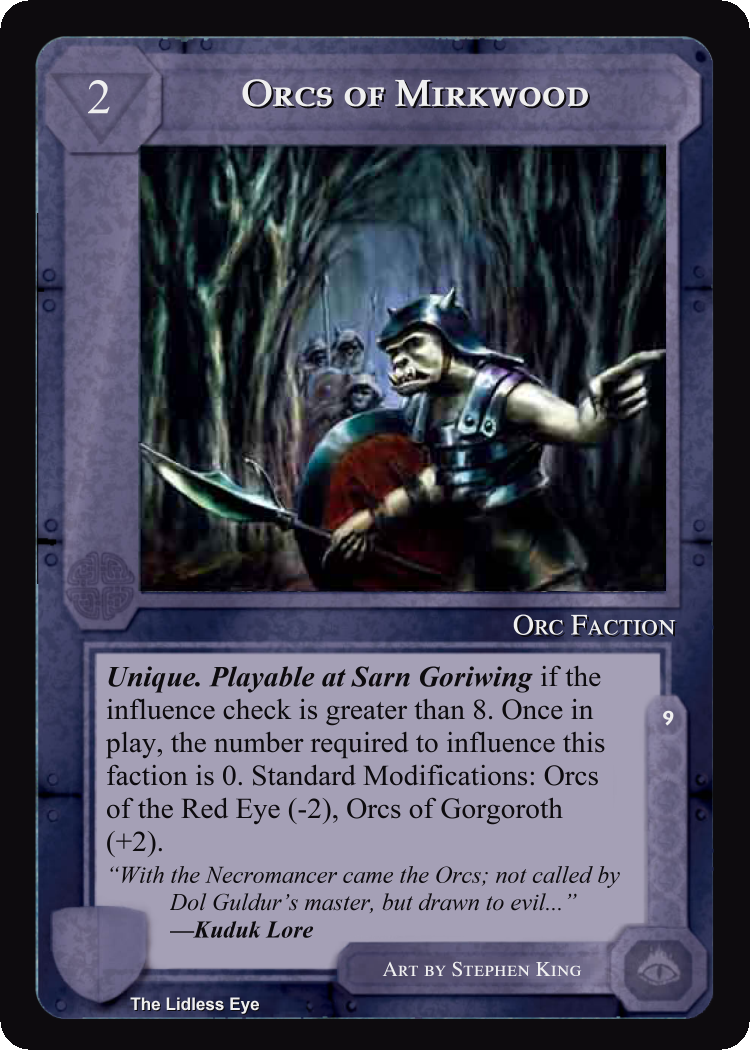 2
Orcs of Mirkwood
Orc Faction
Unique. Playable at Sarn Goriwing if the
influence check is greater than 8. Once in
play, the number required to influence this
faction is 0. Standard Modifications: Orcs
of the Red Eye (-2), Orcs of Gorgoroth
(+2).
9
“With the Necromancer came the Orcs; not called by
Dol Guldur’s master, but drawn to evil...”
—Kuduk Lore
Art by Stephen King
The Lidless Eye